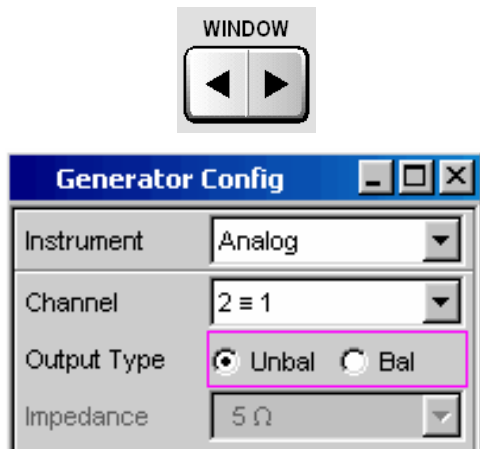 WINDOW
Generator Config
Instrument Analog
Channel 2 ≡ 1
Output Type Unbal Bal
Impedance 5 Ω